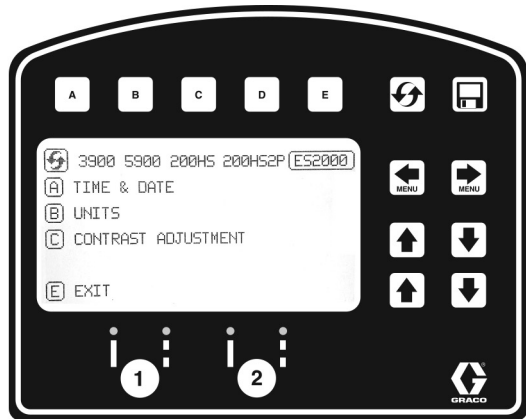 A B C D E
3900 5900 200HS 200HS2P ES2000
A TIME & DATE
B UNITS
C CONTRAST ADJUSTMENT
E EXIT
MENU MENU
1 2
G
GRACO